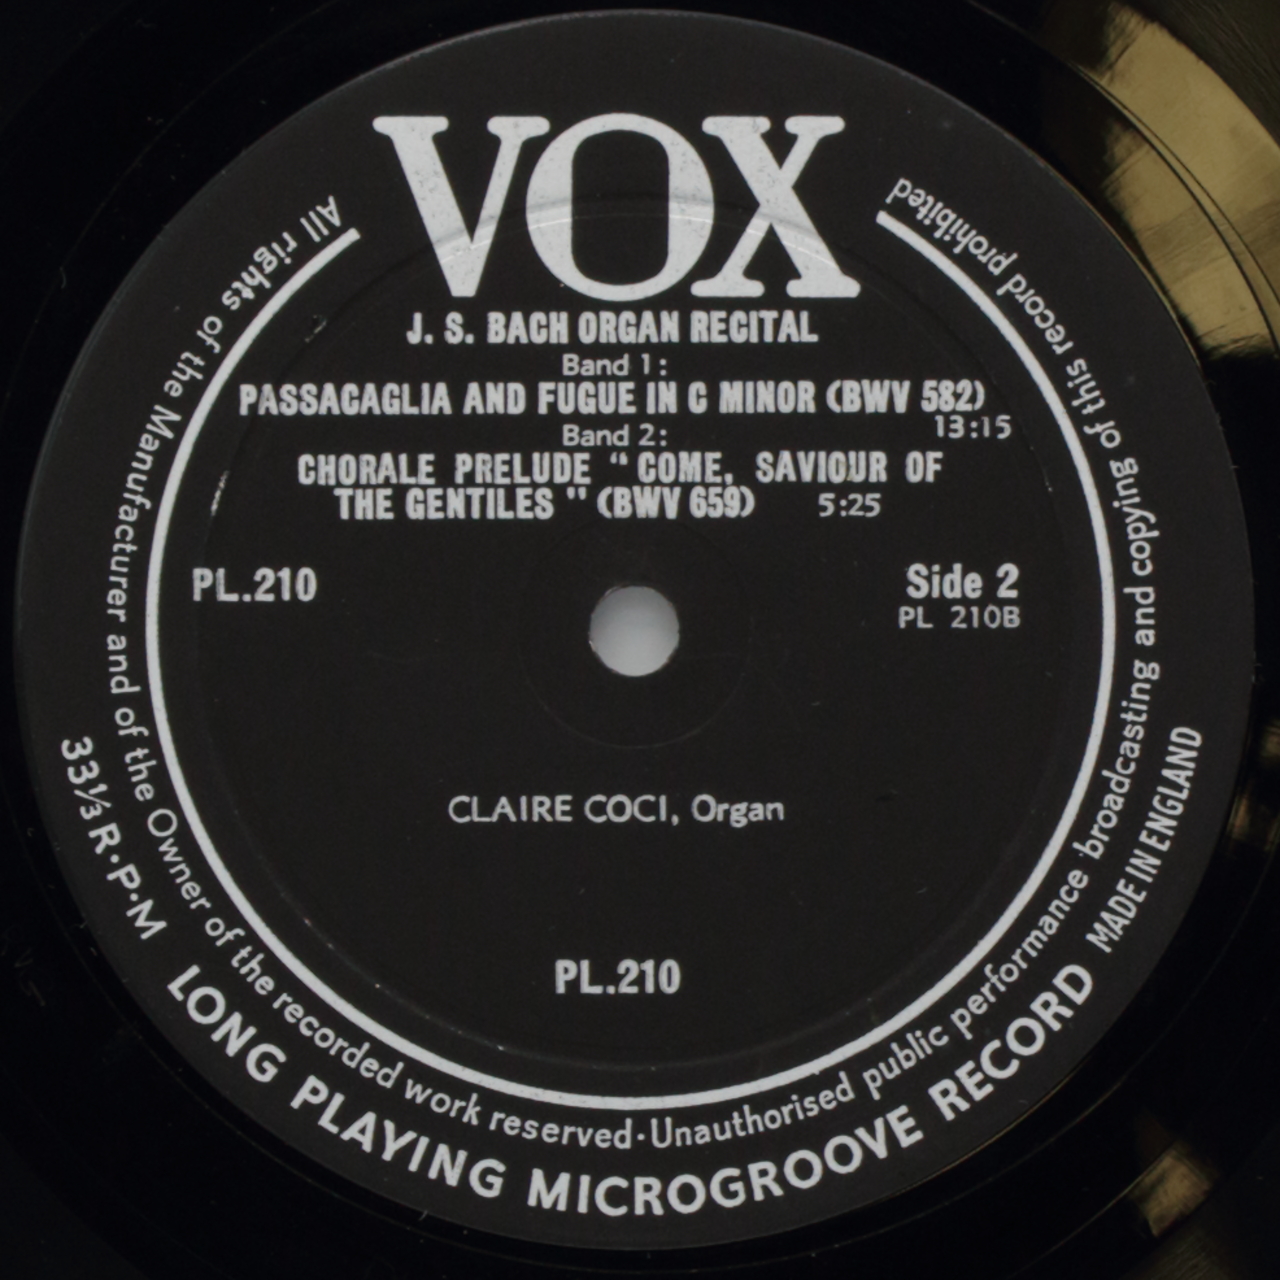 VOX
J. S. BACH ORGAN RECITAL
Band 1:
PASSACAGLIA AND FUGUE IN C MINOR (BWV 582)
13:15
Band 2:
CHORALE PRELUDE "COME, SAVIOUR OF
THE GENTILES" (BWV 659) 5:25
PL.210
Side 2
PL 210B
CLAIRE COCI, Organ
PL.210
All rights of the Manufacturer and of the Owner of the recorded work reserved·Unauthorised public performance broadcasting and copying of this record prohibited
33⅓ R·P·M LONG PLAYING MICROGROOVE RECORD MADE IN ENGLAND